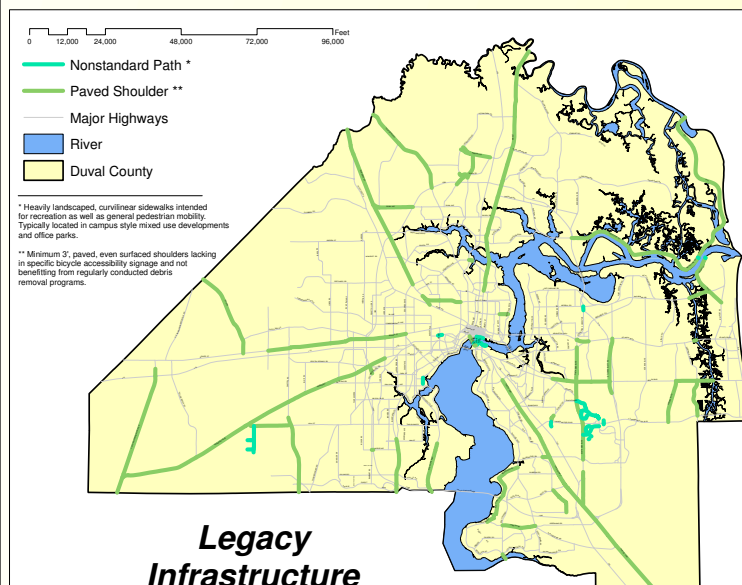 Feet
0 12,000 24,000 48,000 72,000 96,000
Nonstandard Path *
Paved Shoulder **
Major Highways
River
Duval County
* Heavily landscaped, curvilinear sidewalks intended
for recreation as well as general pedestrian mobility.
Typically located in campus style mixed use developments
and office parks.
** Minimum 3', paved, even surfaced shoulders lacking
in specific bicycle accessibility signage and not
benefitting from regularly conducted debris
removal programs.
Legacy
Infrastructure